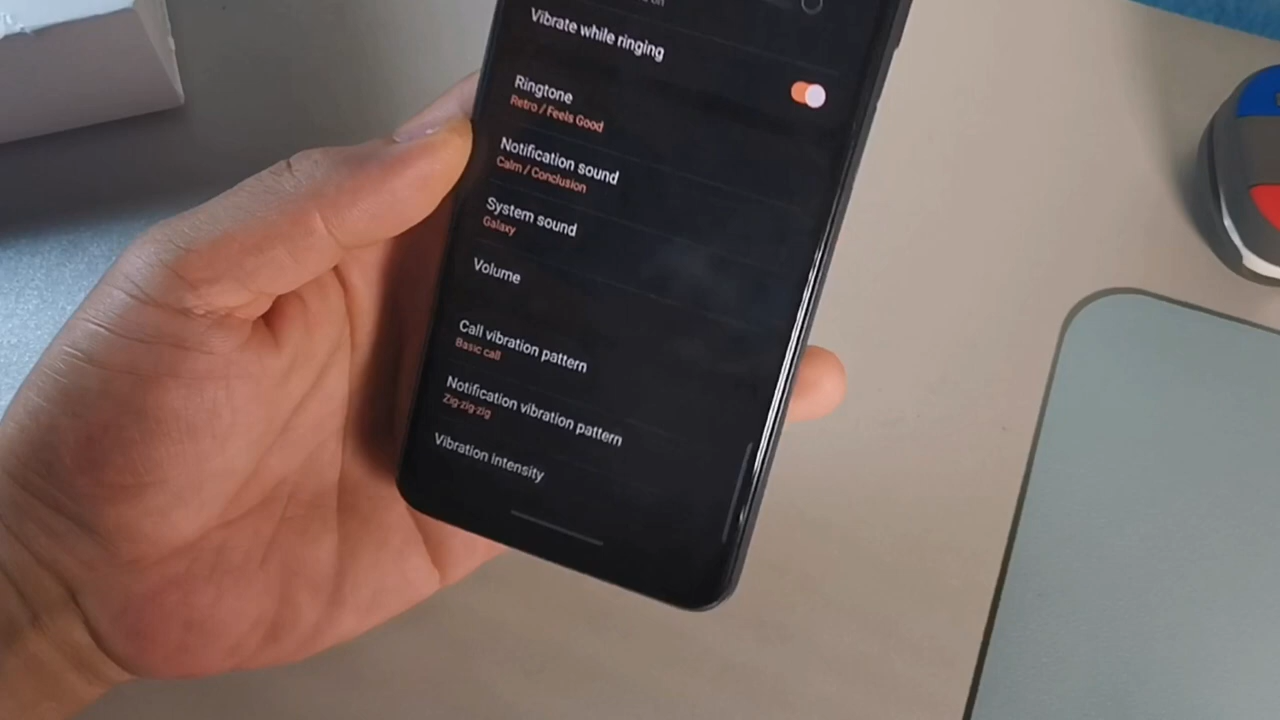 Vibrate while ringing
Ringtone
Retro / Feels Good
Notification sound
Calm / Conclusion
System sound
Galaxy
Volume
Call vibration pattern
Basic call
Notification vibration pattern
Zig-zig-zig
Vibration intensity